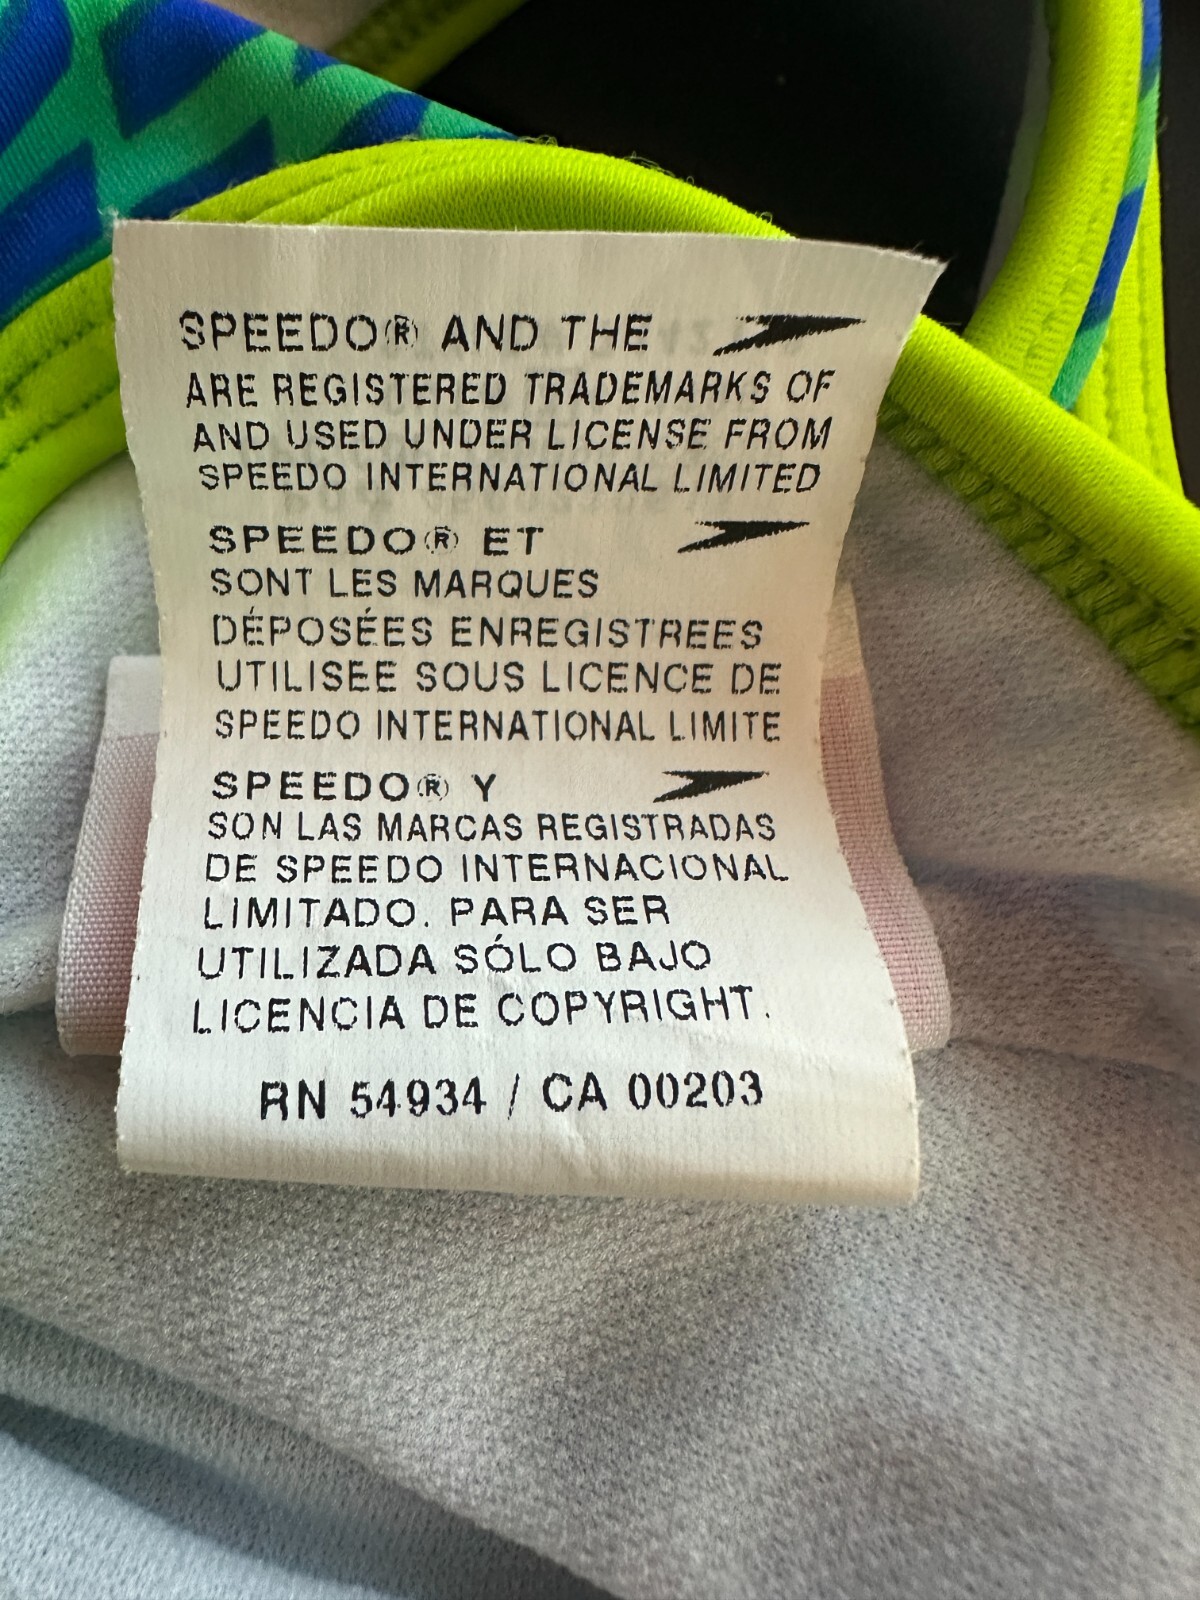 SPEEDO® AND THE
ARE REGISTERED TRADEMARKS OF
AND USED UNDER LICENSE FROM
SPEEDO INTERNATIONAL LIMITED
SPEEDO® ET
SONT LES MARQUES
DÉPOSÉES ENREGISTREES
UTILISEE SOUS LICENCE DE
SPEEDO INTERNATIONAL LIMITE
SPEEDO® Y
SON LAS MARCAS REGISTRADAS
DE SPEEDO INTERNACIONAL
LIMITADO. PARA SER
UTILIZADA SÓLO BAJO
LICENCIA DE COPYRIGHT.
RN 54934 / CA 00203